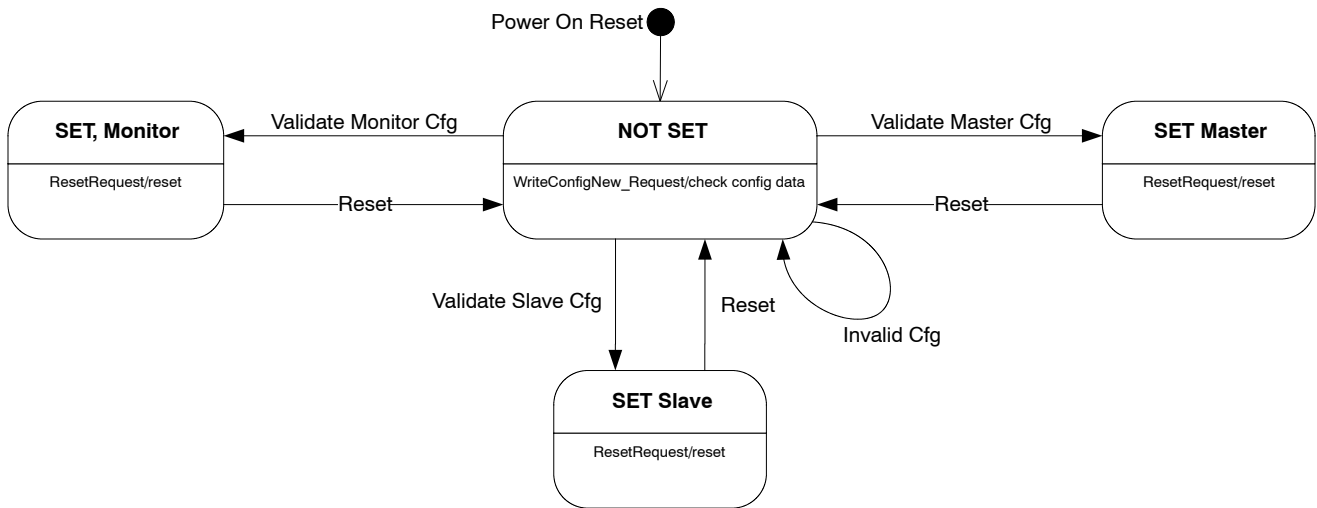 Power On Reset
SET, Monitor
ResetRequest/reset
Validate Monitor Cfg
Reset
NOT SET
WriteConfigNew_Request/check config data
Validate Master Cfg
Reset
SET Master
ResetRequest/reset
Validate Slave Cfg
Reset
Invalid Cfg
SET Slave
ResetRequest/reset